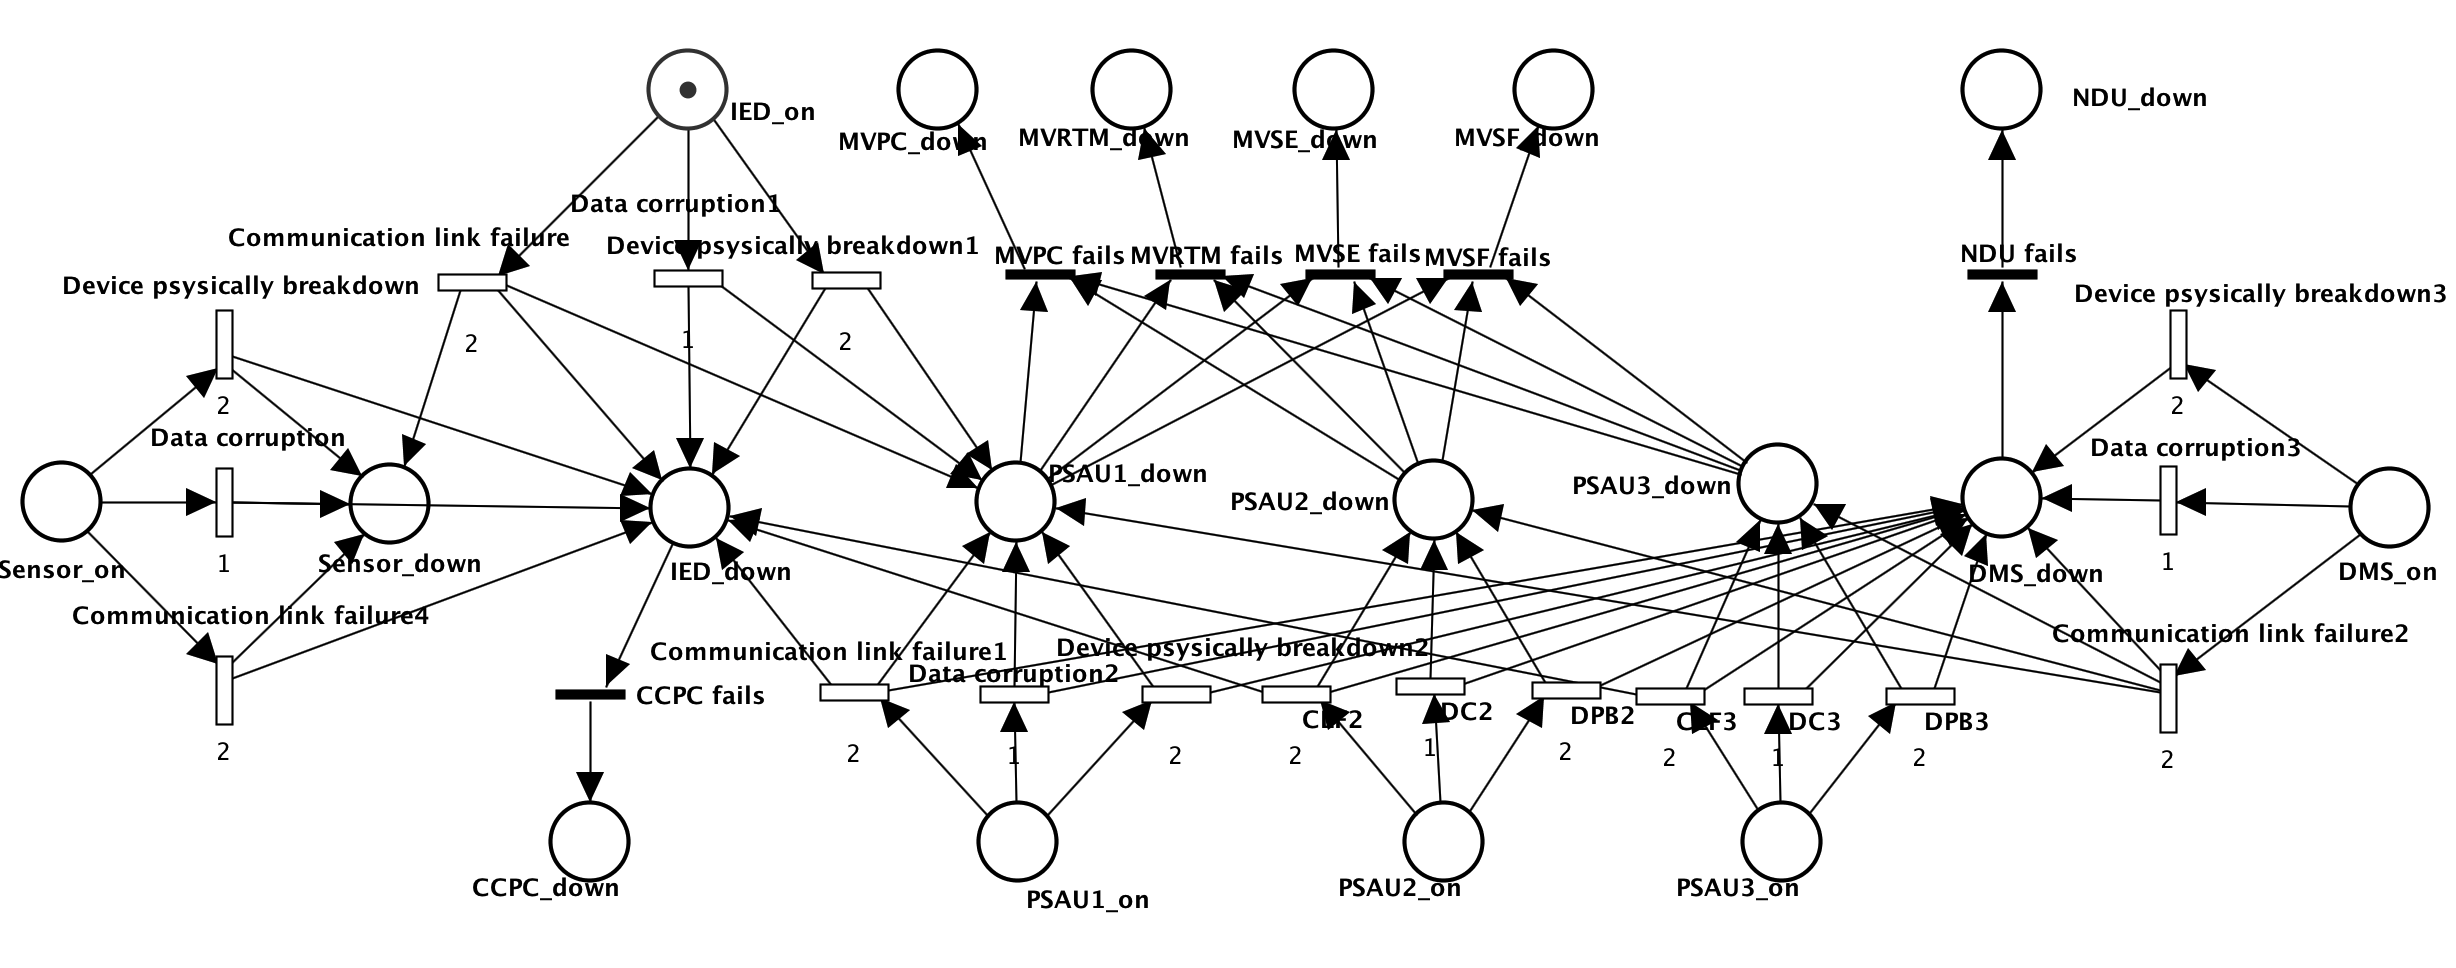 IED_on
NDU_down
MVPC_down
MVRTM_down
MVSE_down
MVSF_down
Data corruption1
Communication link failure
Device psysically breakdown1
MVPC fails
MVRTM fails
MVSE fails
MVSF fails
NDU fails
Device psysically breakdown
Device psysically breakdown3
2
1
2
2
2
Data corruption
Data corruption3
PSAU1_down
PSAU2_down
PSAU3_down
Sensor_on
1
Sensor_down
IED_down
DMS_down
1
DMS_on
Communication link failure4
Communication link failure1
Device psysically breakdown2
Communication link failure2
Data corruption2
CCPC fails
CLF2
DC2
DPB2
CLF3
DC3
DPB3
2
2
1
2
2
1
2
2
1
2
2
CCPC_down
PSAU1_on
PSAU2_on
PSAU3_on